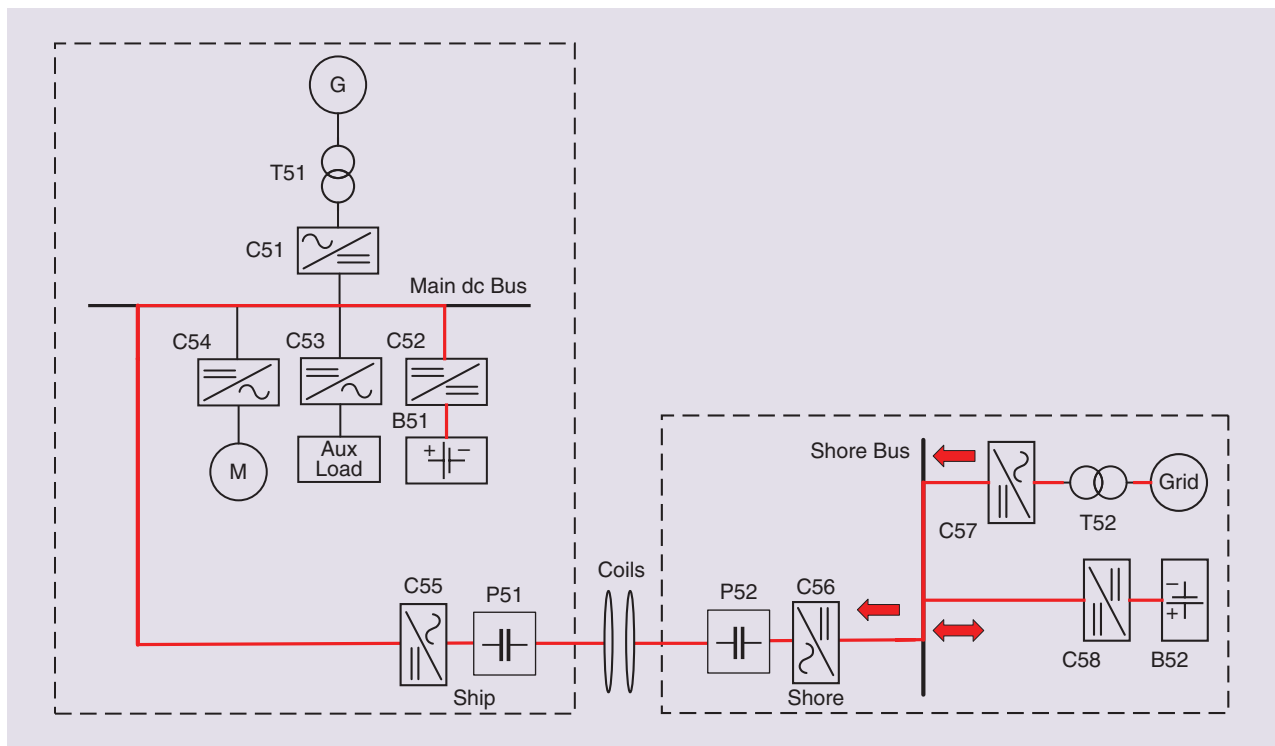 G
T51
C51
Main dc Bus
C54
C53
C52
B51
+ −
M
Aux
Load
C55
P51
Ship
Coils
P52
C56
Shore
Shore Bus
C57
T52
Grid
C58
B52
−
+